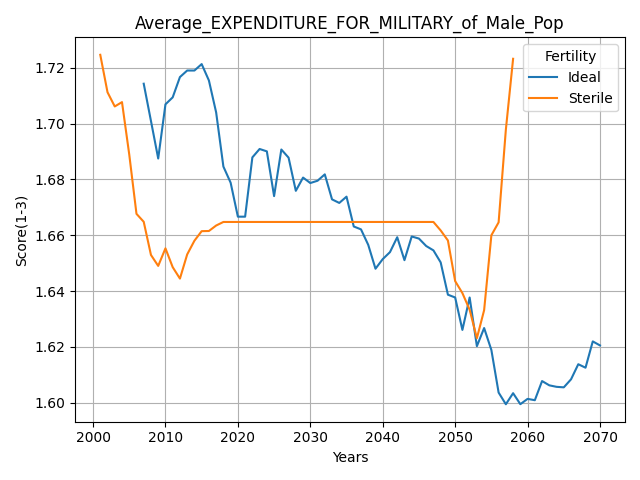 Average_EXPENDITURE_FOR_MILITARY_of_Male_Pop
Fertility
Ideal
Sterile
Score(1-3)
1.72
1.70
1.68
1.66
1.64
1.62
1.60
2000 2010 2020 2030 2040 2050 2060 2070
Years